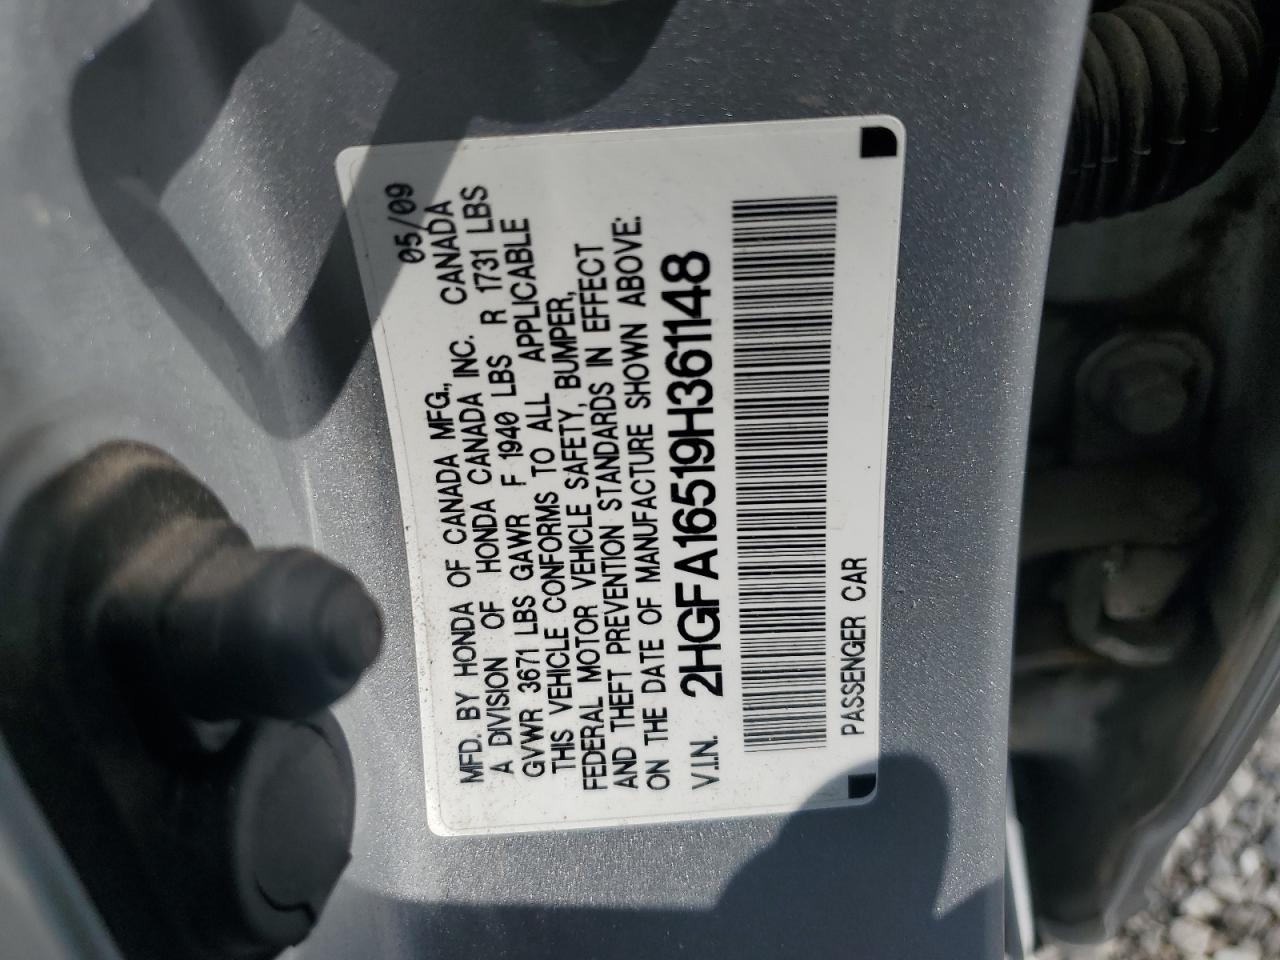 MFD. BY HONDA OF CANADA MFG., 05/09
A DIVISION OF HONDA CANADA INC. CANADA
GVWR 3671 LBS GAWR F 1940 LBS R 1731 LBS
THIS VEHICLE CONFORMS TO ALL APPLICABLE
FEDERAL MOTOR VEHICLE SAFETY, BUMPER,
AND THEFT PREVENTION STANDARDS IN EFFECT
ON THE DATE OF MANUFACTURE SHOWN ABOVE:
V.I.N. 2HGFA16519H361148
PASSENGER CAR